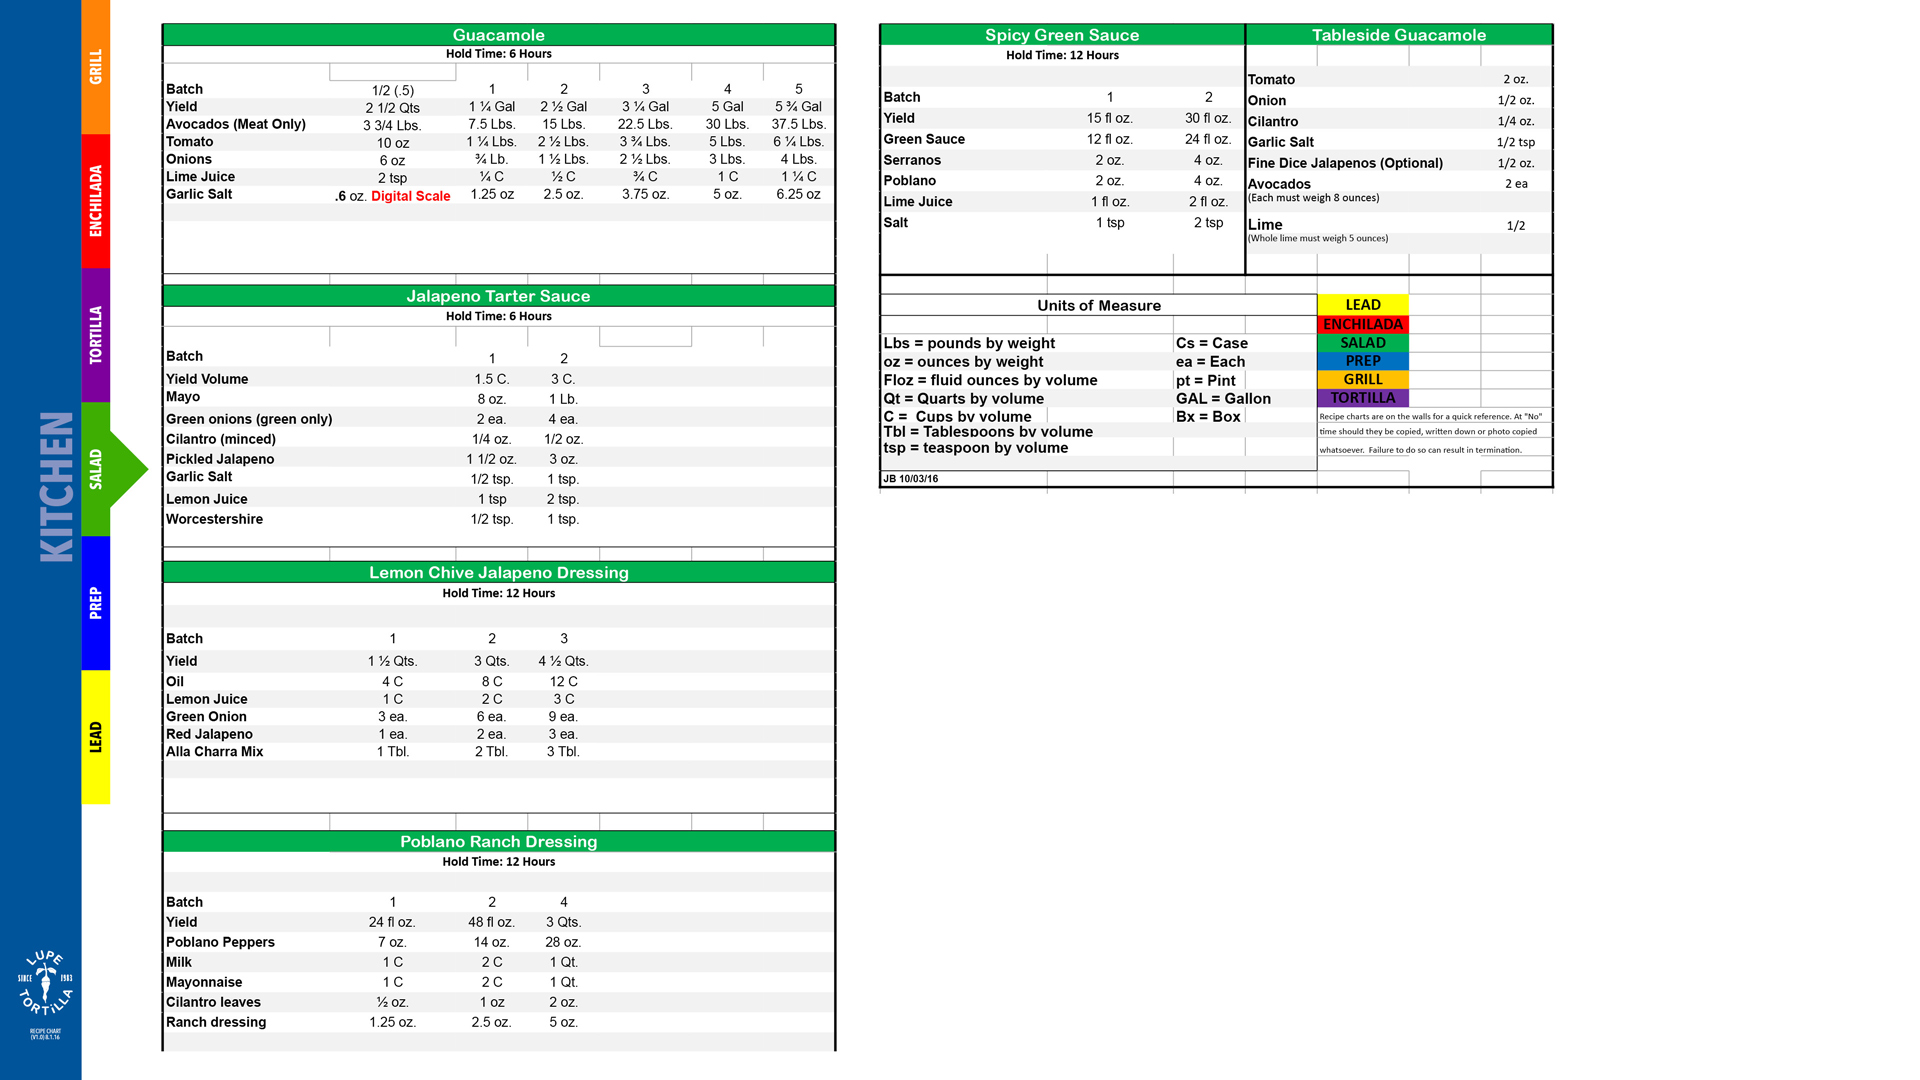 KITCHEN
GRILL
ENCHILADA
TORTILLA
SALAD
PREP
LEAD
LUPE
SINCE 1983
TORTILLA
RECIPE CHART
(V1.0) 8.1.16
Guacamole
Hold Time: 6 Hours
Batch 1/2 (.5) 1 2 3 4 5
Yield 2 1/2 Qts 1 ¼ Gal 2 ½ Gal 3 ¼ Gal 5 Gal 5 ¾ Gal
Avocados (Meat Only) 3 3/4 Lbs. 7.5 Lbs. 15 Lbs. 22.5 Lbs. 30 Lbs. 37.5 Lbs.
Tomato 10 oz 1 ¼ Lbs. 2 ½ Lbs. 3 ¾ Lbs. 5 Lbs. 6 ¼ Lbs.
Onions 6 oz ¾ Lb. 1 ½ Lbs. 2 ½ Lbs. 3 Lbs. 4 Lbs.
Lime Juice 2 tsp ¼ C ½ C ¾ C 1 C 1 ¼ C
Garlic Salt .6 oz. Digital Scale 1.25 oz 2.5 oz. 3.75 oz. 5 oz. 6.25 oz
Jalapeno Tarter Sauce
Hold Time: 6 Hours
Batch 1 2
Yield Volume 1.5 C. 3 C.
Mayo 8 oz. 1 Lb.
Green onions (green only) 2 ea. 4 ea.
Cilantro (minced) 1/4 oz. 1/2 oz.
Pickled Jalapeno 1 1/2 oz. 3 oz.
Garlic Salt 1/2 tsp. 1 tsp.
Lemon Juice 1 tsp 2 tsp.
Worcestershire 1/2 tsp. 1 tsp.
Lemon Chive Jalapeno Dressing
Hold Time: 12 Hours
Batch 1 2 3
Yield 1 ½ Qts. 3 Qts. 4 ½ Qts.
Oil 4 C 8 C 12 C
Lemon Juice 1 C 2 C 3 C
Green Onion 3 ea. 6 ea. 9 ea.
Red Jalapeno 1 ea. 2 ea. 3 ea.
Alla Charra Mix 1 Tbl. 2 Tbl. 3 Tbl.
Poblano Ranch Dressing
Hold Time: 12 Hours
Batch 1 2 4
Yield 24 fl oz. 48 fl oz. 3 Qts.
Poblano Peppers 7 oz. 14 oz. 28 oz.
Milk 1 C 2 C 1 Qt.
Mayonnaise 1 C 2 C 1 Qt.
Cilantro leaves ½ oz. 1 oz 2 oz.
Ranch dressing 1.25 oz. 2.5 oz. 5 oz.
Spicy Green Sauce
Hold Time: 12 Hours
Batch 1 2
Yield 15 fl oz. 30 fl oz.
Green Sauce 12 fl oz. 24 fl oz.
Serranos 2 oz. 4 oz.
Poblano 2 oz. 4 oz.
Lime Juice 1 fl oz. 2 fl oz.
Salt 1 tsp 2 tsp
Tableside Guacamole
Tomato 2 oz.
Onion 1/2 oz.
Cilantro 1/4 oz.
Garlic Salt 1/2 tsp
Fine Dice Jalapenos (Optional) 1/2 oz.
Avocados 2 ea
(Each must weigh 8 ounces)
Lime 1/2
(Whole lime must weigh 5 ounces)
Units of Measure
Lbs = pounds by weight Cs = Case
oz = ounces by weight ea = Each
Floz = fluid ounces by volume pt = Pint
Qt = Quarts by volume GAL = Gallon
C = Cups by volume Bx = Box
Tbl = Tablespoons by volume
tsp = teaspoon by volume
JB 10/03/16
LEAD
ENCHILADA
SALAD
PREP
GRILL
TORTILLA
Recipe charts are on the walls for a quick reference. At "No"
time should they be copied, written down or photo copied
whatsoever. Failure to do so can result in termination.